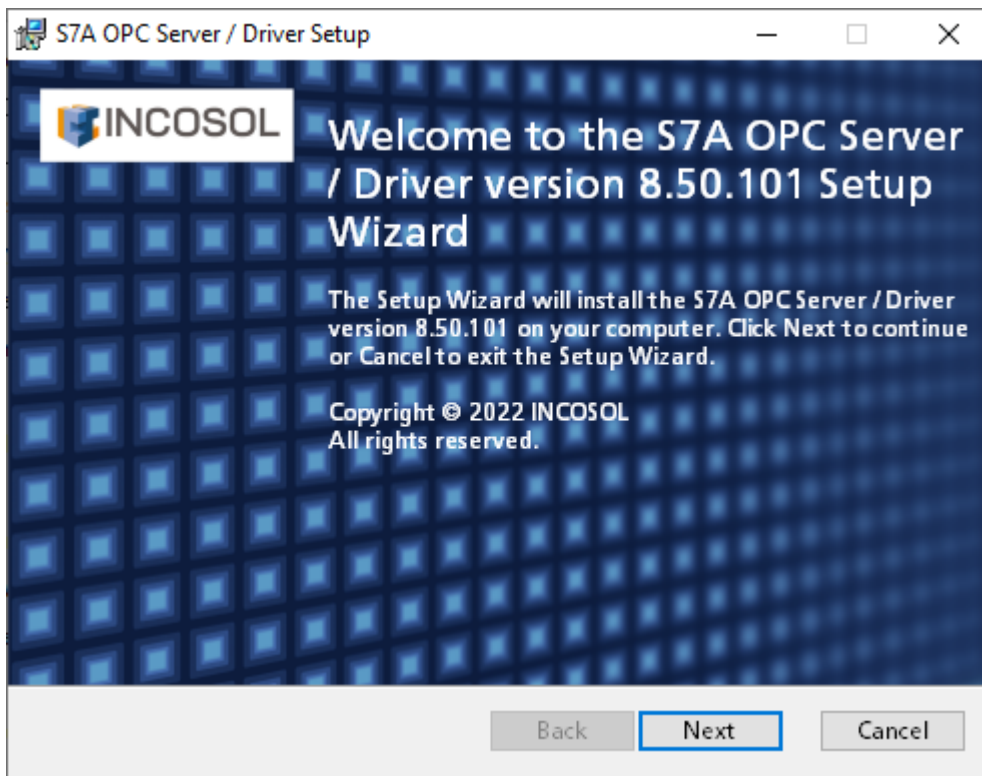 S7A OPC Server / Driver Setup
INCOSOL
Welcome to the S7A OPC Server
/ Driver version 8.50.101 Setup
Wizard
The Setup Wizard will install the S7A OPC Server / Driver
version 8.50.101 on your computer. Click Next to continue
or Cancel to exit the Setup Wizard.
Copyright © 2022 INCOSOL
All rights reserved.
Back Next Cancel